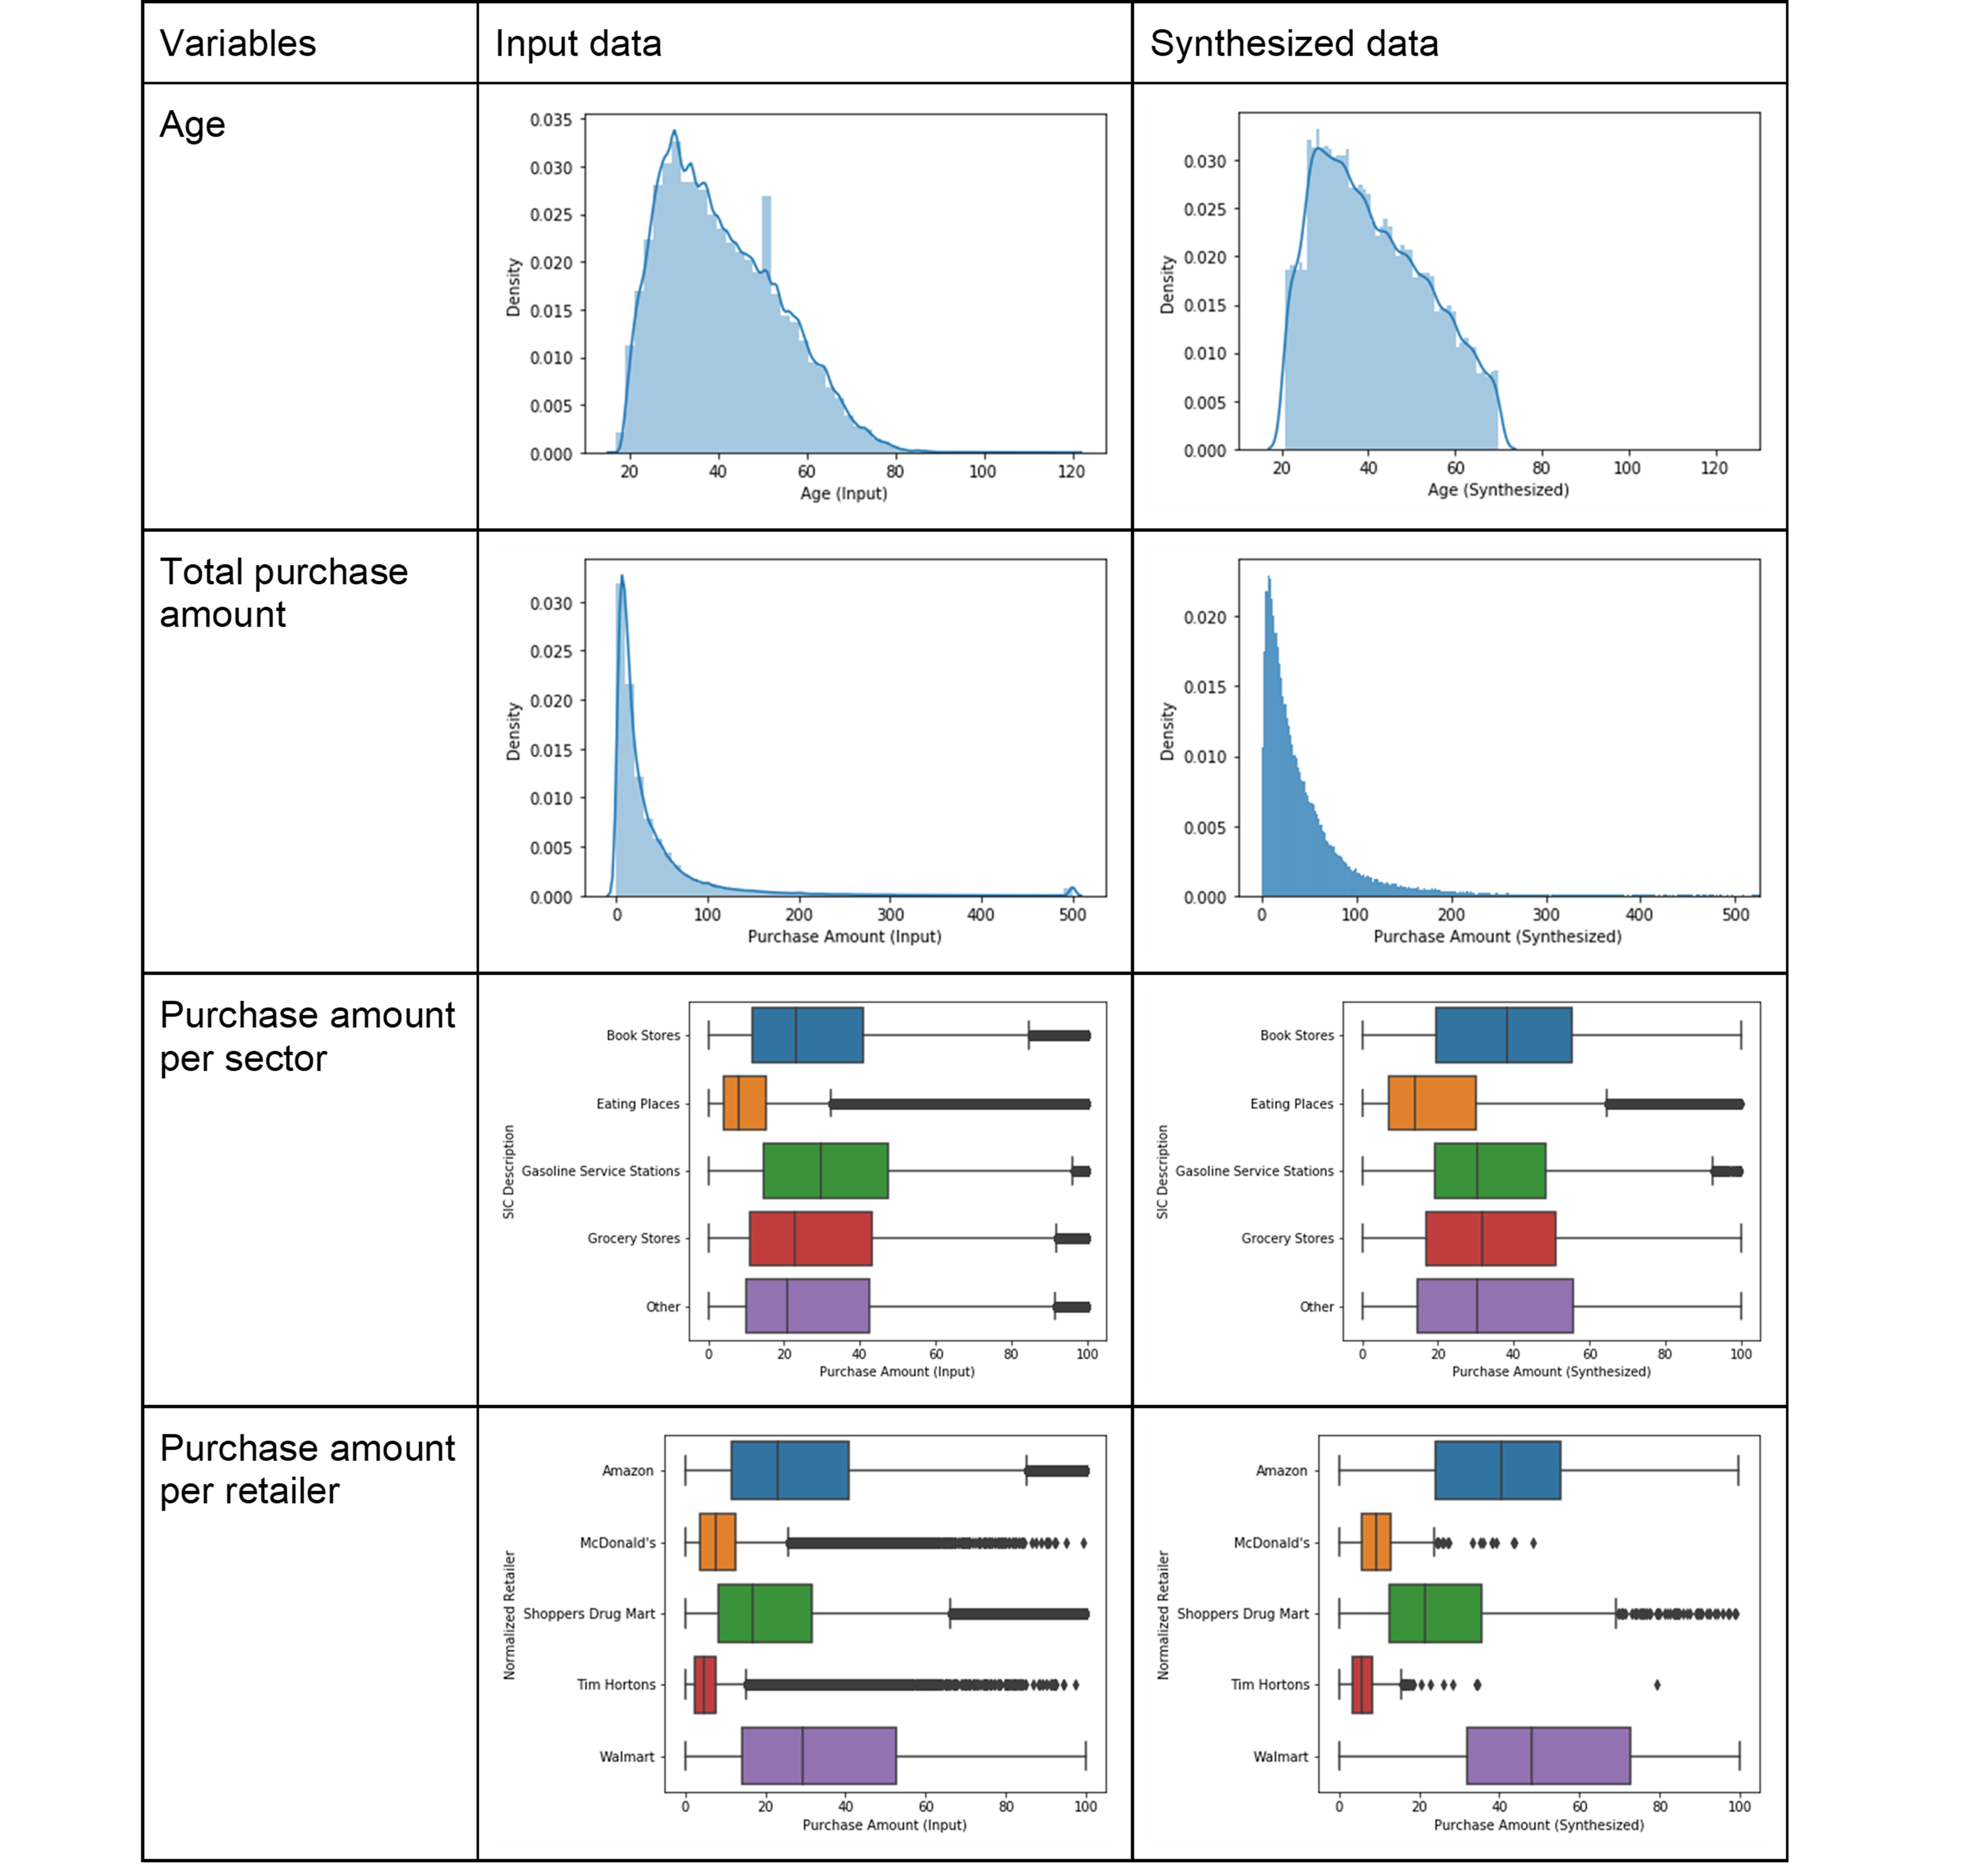 Variables
Input data
Synthesized data
Age
0.035
0.030
0.025
0.020
0.015
0.010
0.005
0.000
Density
20 40 60 80 100 120
Age (Input)
0.030
0.025
0.020
0.015
0.010
0.005
0.000
Density
20 40 60 80 100 120
Age (Synthesized)
Total purchase
amount
0.030
0.025
0.020
0.015
0.010
0.005
0.000
Density
0 100 200 300 400 500
Purchase Amount (Input)
0.020
0.015
0.010
0.005
0.000
Density
0 100 200 300 400 500
Purchase Amount (Synthesized)
Purchase amount
per sector
SIC Description
Book Stores
Eating Places
Gasoline Service Stations
Grocery Stores
Other
0 20 40 60 80 100
Purchase Amount (Input)
SIC Description
Book Stores
Eating Places
Gasoline Service Stations
Grocery Stores
Other
0 20 40 60 80 100
Purchase Amount (Synthesized)
Purchase amount
per retailer
Normalized Retailer
Amazon
McDonald's
Shoppers Drug Mart
Tim Hortons
Walmart
0 20 40 60 80 100
Purchase Amount (Input)
Normalized Retailer
Amazon
McDonald's
Shoppers Drug Mart
Tim Hortons
Walmart
0 20 40 60 80 100
Purchase Amount (Synthesized)